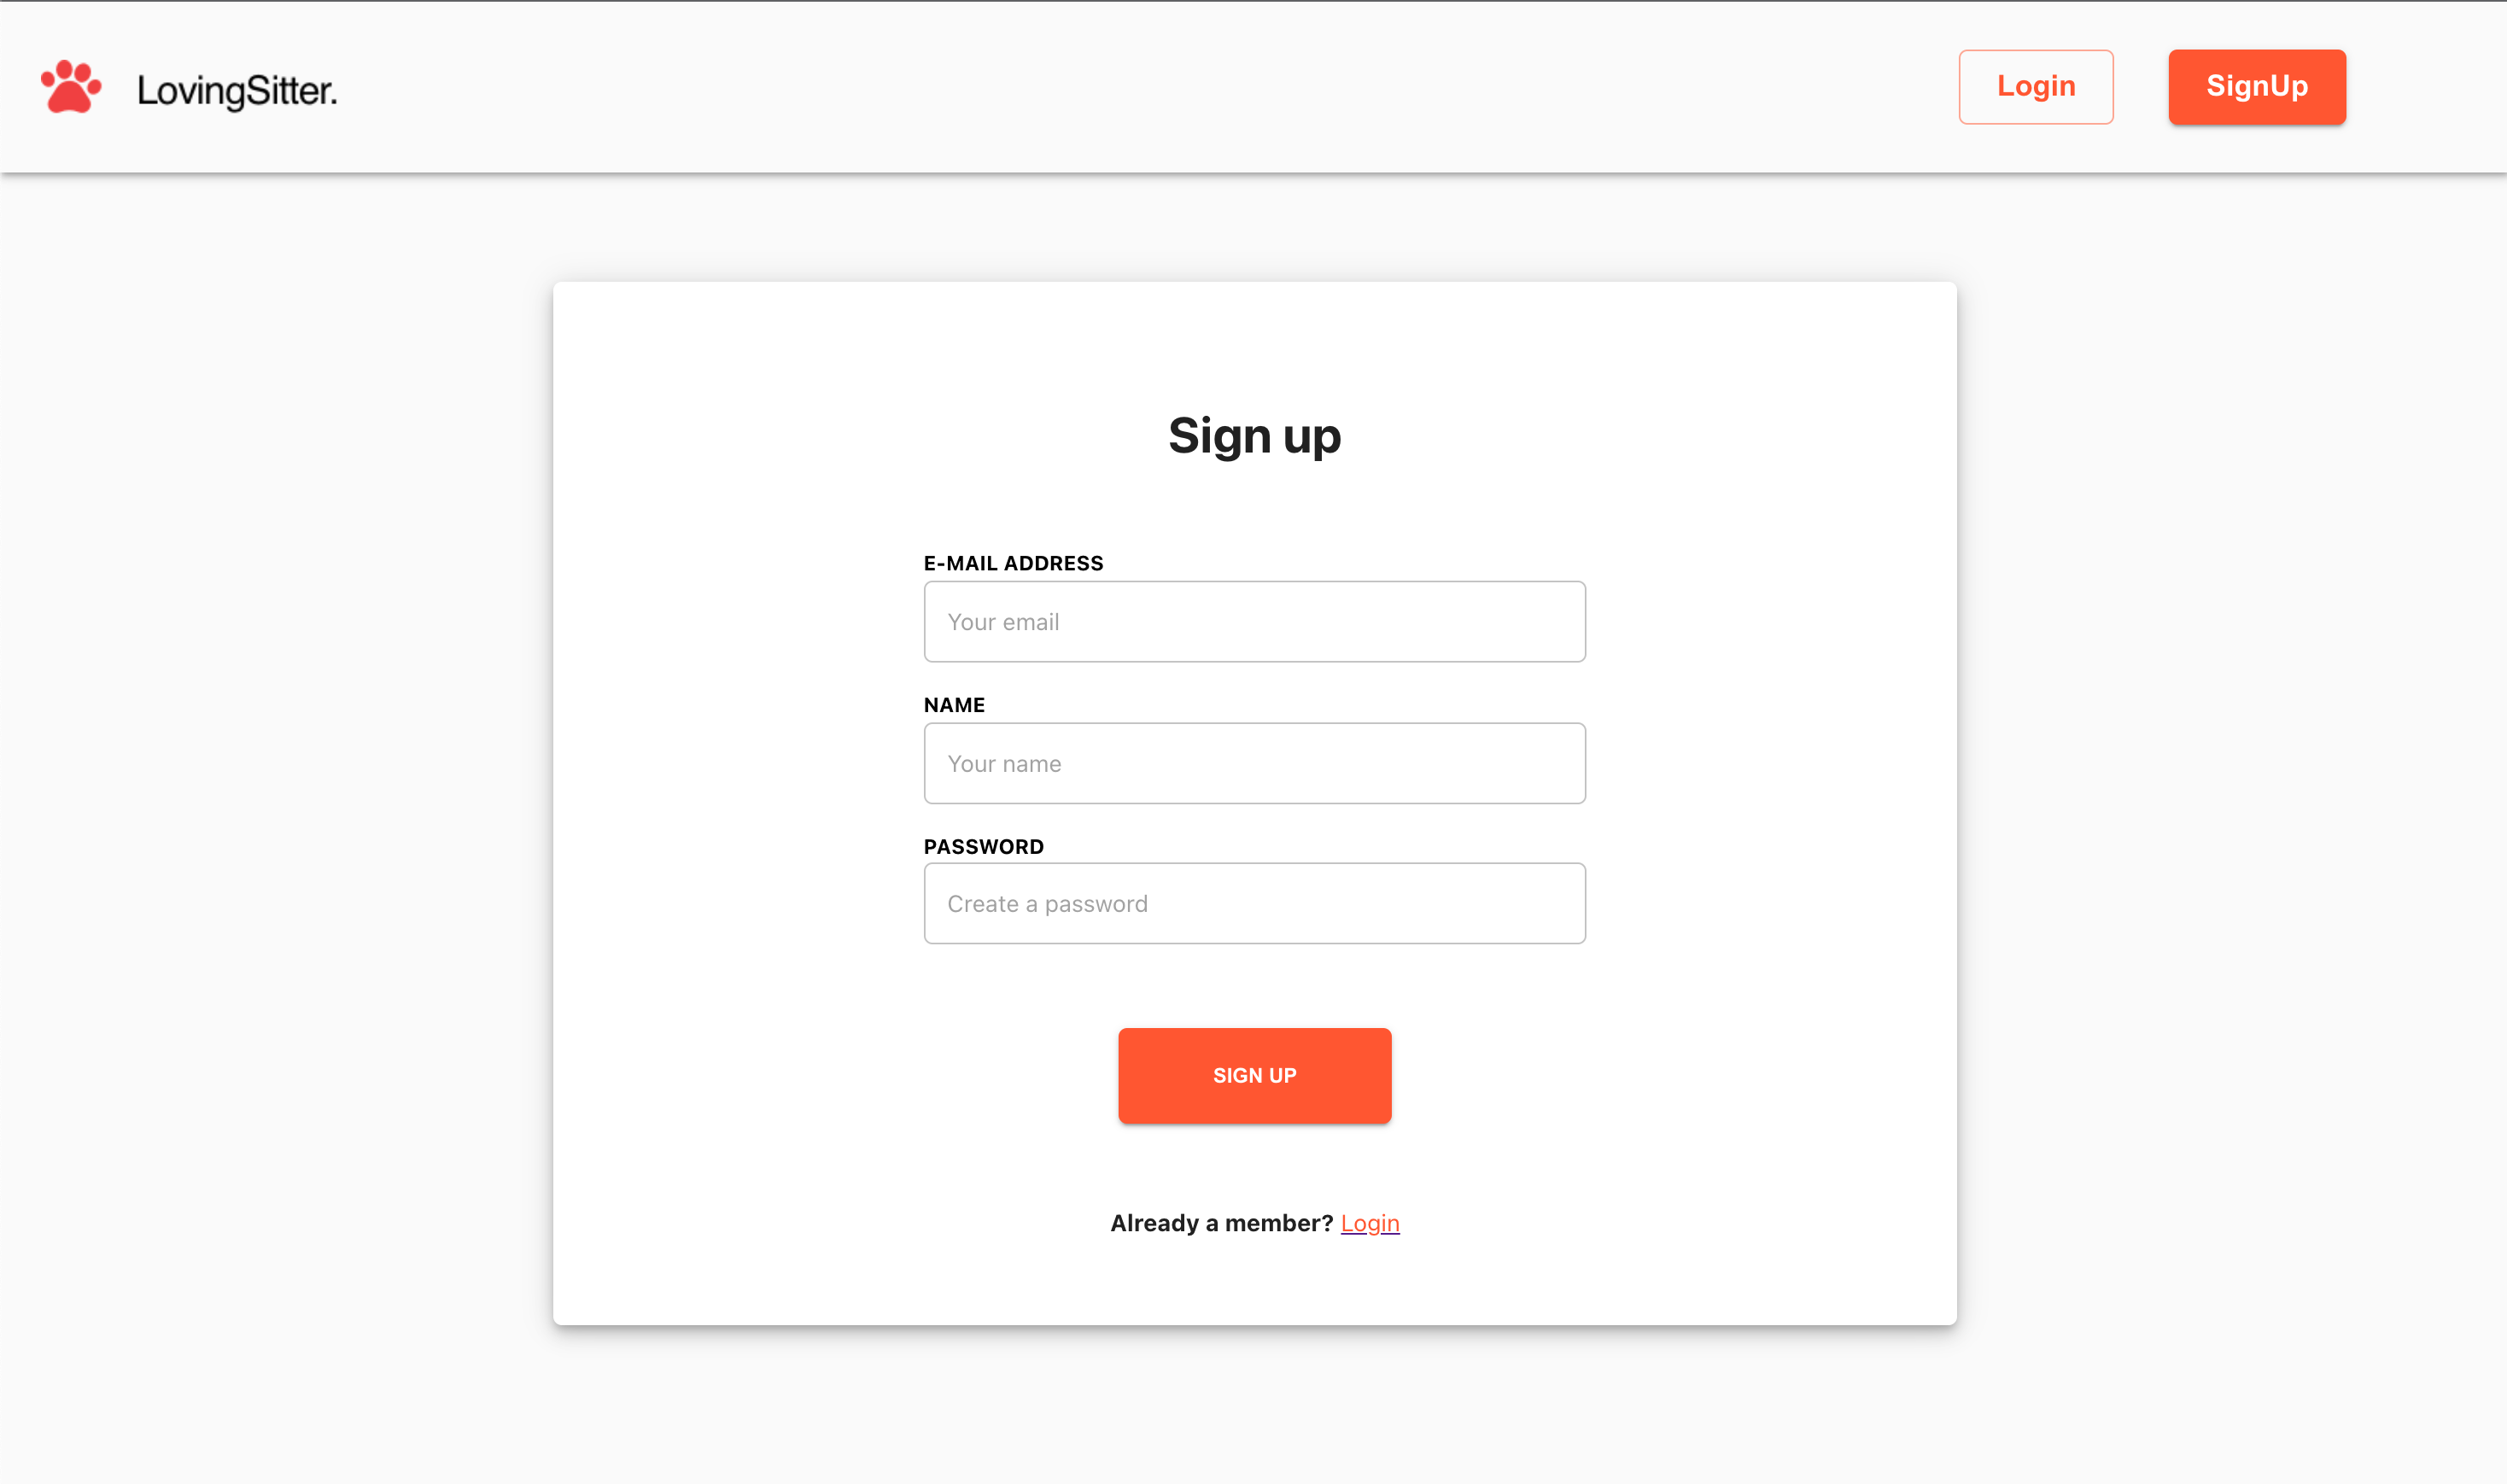 LovingSitter.
Login
SignUp
Sign up
E-MAIL ADDRESS
Your email
NAME
Your name
PASSWORD
Create a password
SIGN UP
Already a member? Login